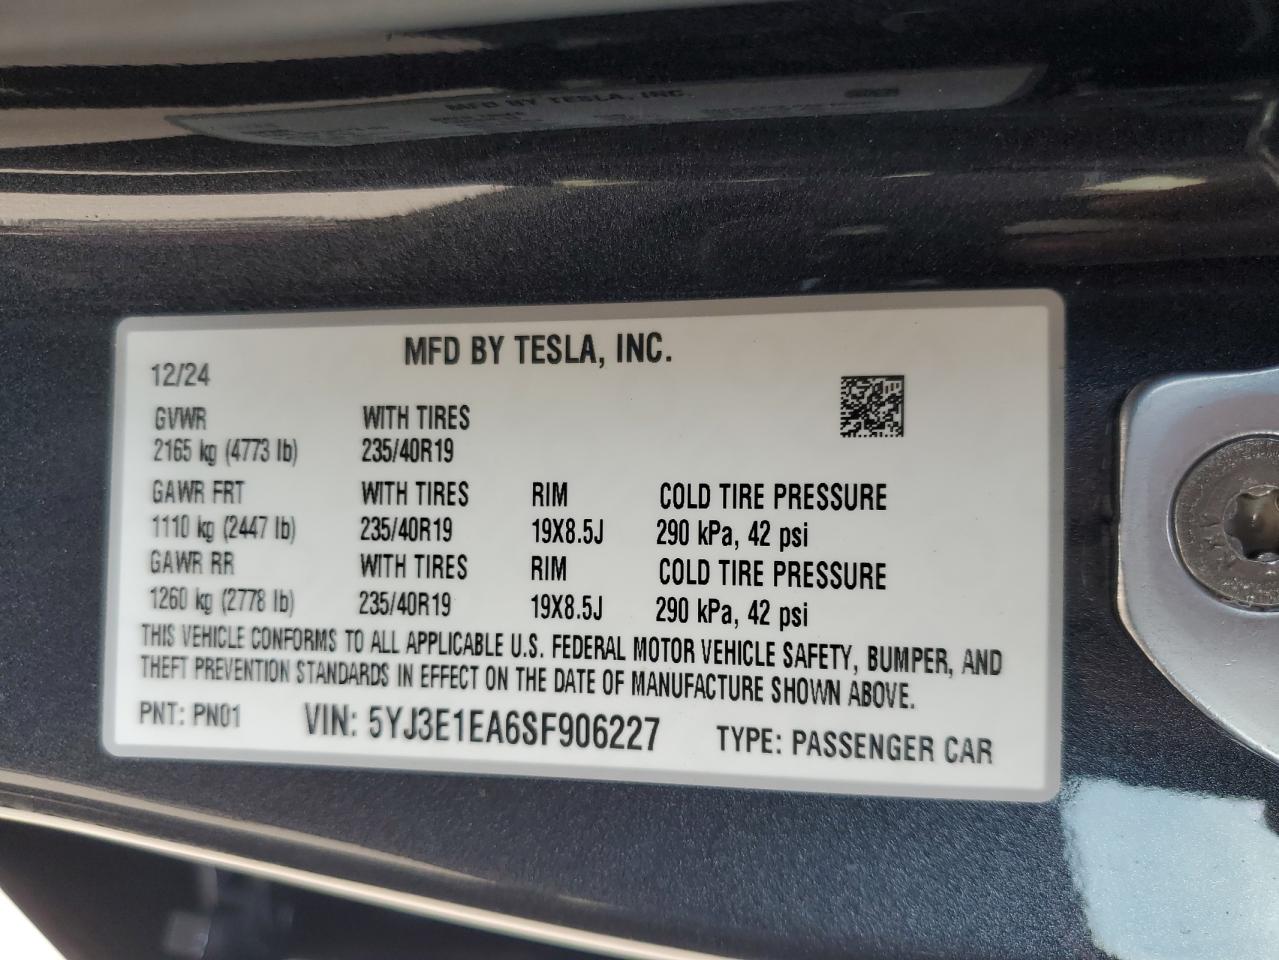 MFD BY TESLA, INC.
MFD BY TESLA, INC.
12/24
GVWR WITH TIRES
2165 kg (4773 lb) 235/40R19
GAWR FRT WITH TIRES RIM COLD TIRE PRESSURE
1110 kg (2447 lb) 235/40R19 19X8.5J 290 kPa, 42 psi
GAWR RR WITH TIRES RIM COLD TIRE PRESSURE
1260 kg (2778 lb) 235/40R19 19X8.5J 290 kPa, 42 psi
THIS VEHICLE CONFORMS TO ALL APPLICABLE U.S. FEDERAL MOTOR VEHICLE SAFETY, BUMPER, AND
THEFT PREVENTION STANDARDS IN EFFECT ON THE DATE OF MANUFACTURE SHOWN ABOVE.
PNT: PN01 VIN: 5YJ3E1EA6SF906227 TYPE: PASSENGER CAR